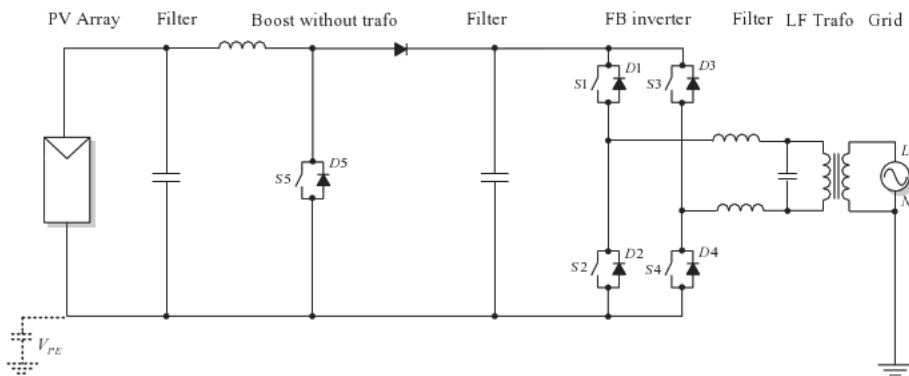 PV Array Filter Boost without trafo Filter FB inverter Filter LF Trafo Grid
S1 D1 S3 D3
S5 D5
L
N
S2 D2 S4 D4
V_PE